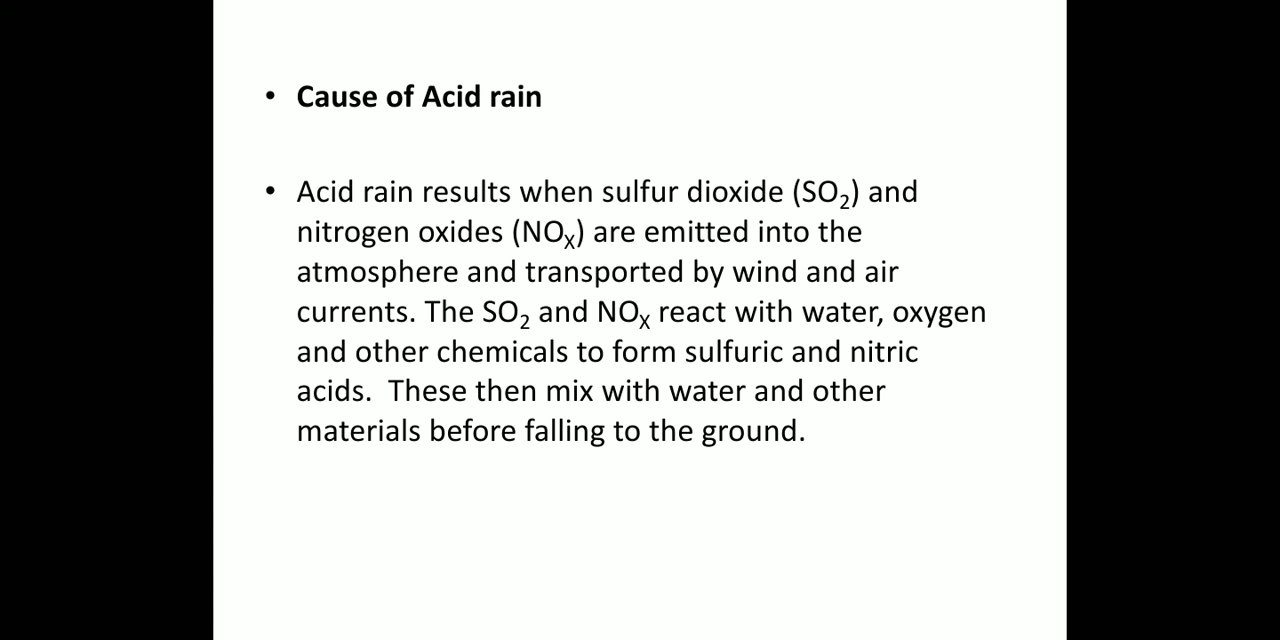 • Cause of Acid rain
• Acid rain results when sulfur dioxide (SO₂) and
nitrogen oxides (NOₓ) are emitted into the
atmosphere and transported by wind and air
currents. The SO₂ and NOₓ react with water, oxygen
and other chemicals to form sulfuric and nitric
acids.  These then mix with water and other
materials before falling to the ground.